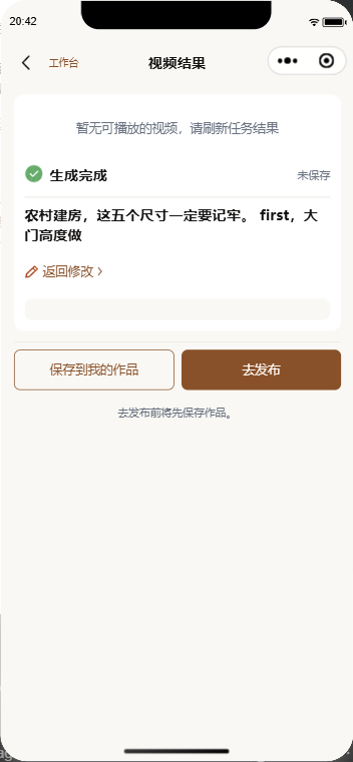 20:42
工作台
视频结果
暂无可播放的视频，请刷新任务结果
生成完成
未保存
农村建房，这五个尺寸一定要记牢。 first，大
门高度做
返回修改
保存到我的作品
去发布
去发布前将先保存作品。